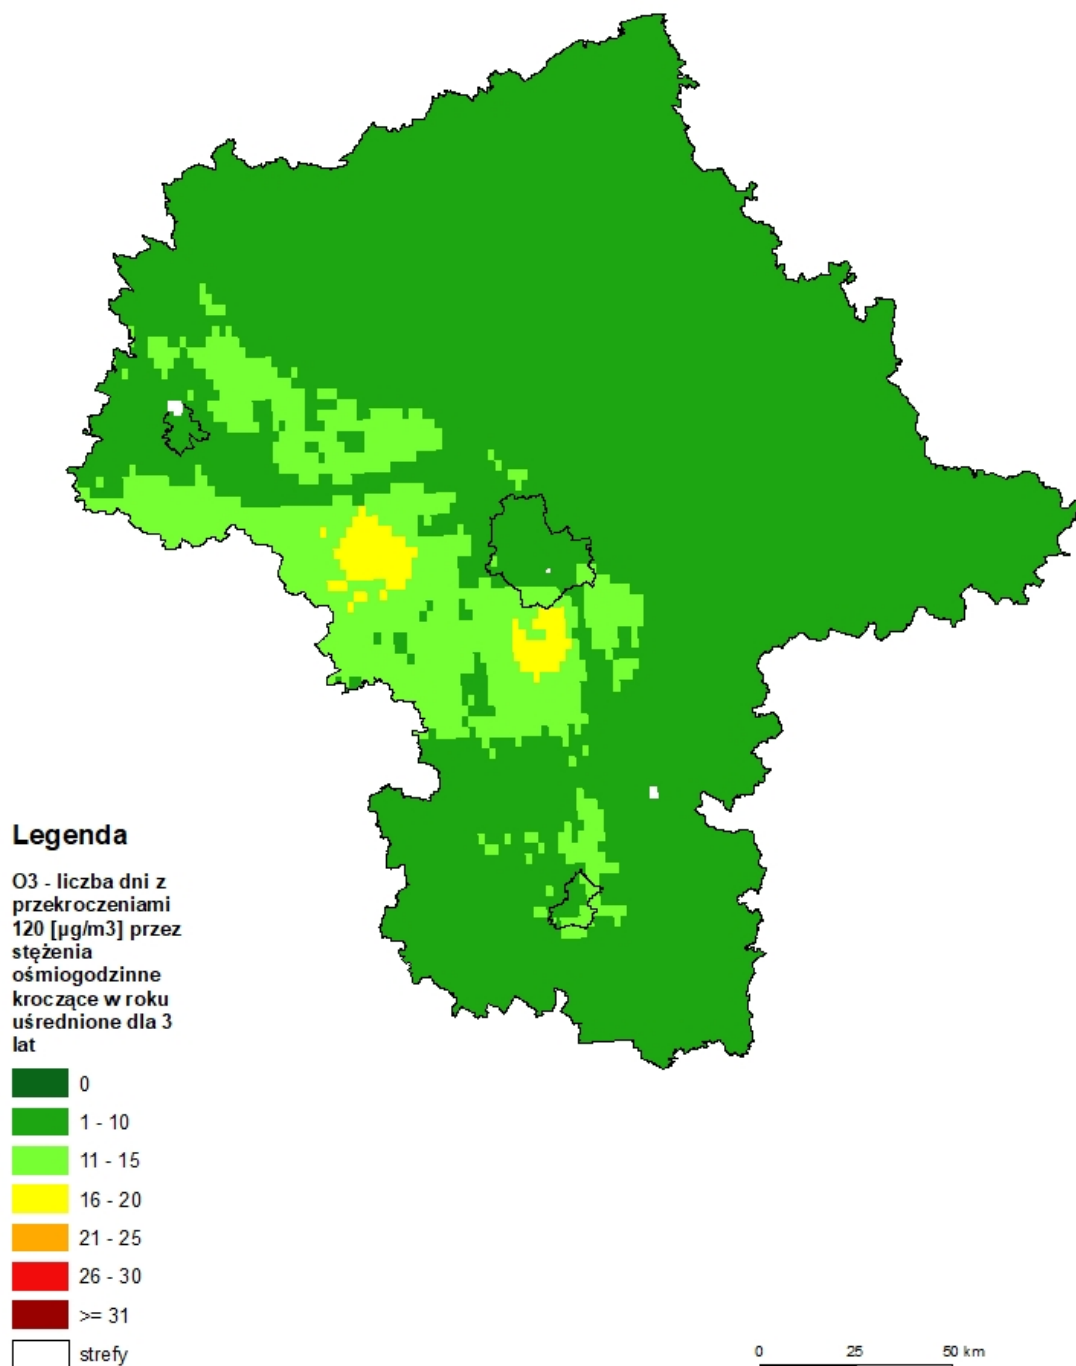 Legenda
O3 - liczba dni z
przekroczeniami
120 [µg/m3] przez
stężenia
ośmiogodzinne
kroczące w roku
uśrednione dla 3
lat
0
1 - 10
11 - 15
16 - 20
21 - 25
26 - 30
>= 31
strefy
0 25 50 km